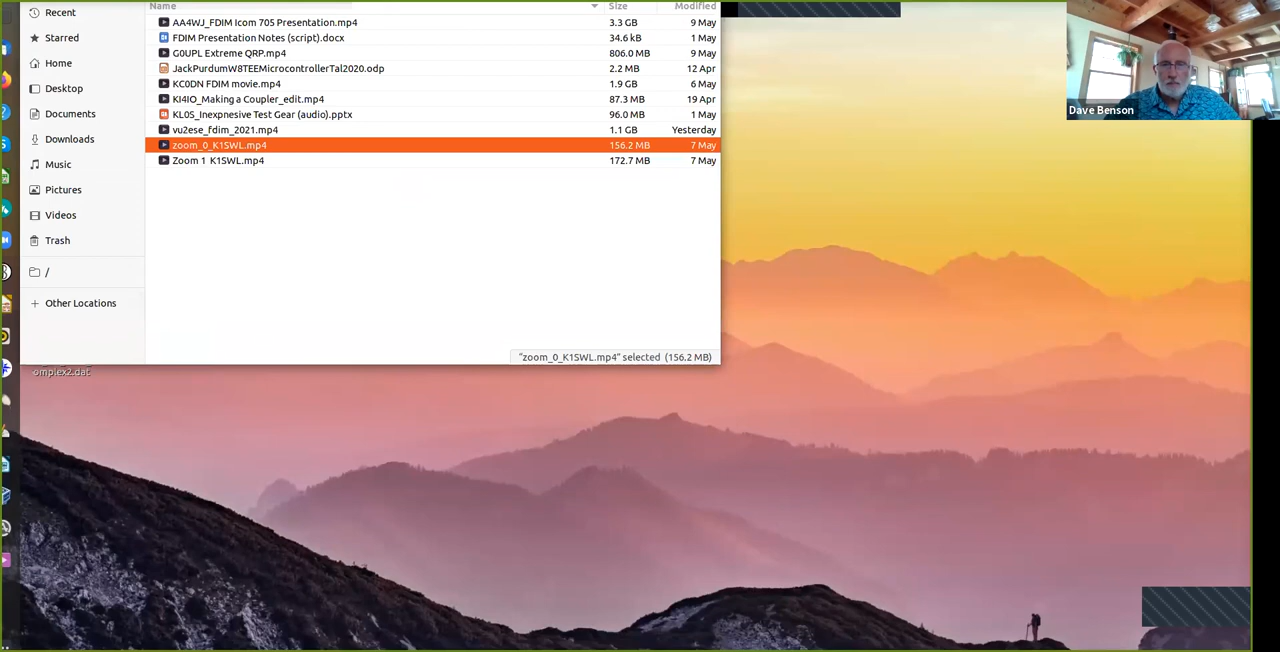 Name Size Modified
Recent
Starred
Home
Desktop
Documents
Downloads
Music
Pictures
Videos
Trash
/
Other Locations
AA4WJ_FDIM Icom 705 Presentation.mp4 3.3 GB 9 May
FDIM Presentation Notes (script).docx 34.6 kB 1 May
G0UPL Extreme QRP.mp4 806.0 MB 9 May
JackPurdumW8TEEMicrocontrollerTal2020.odp 2.2 MB 12 Apr
KC0DN FDIM movie.mp4 1.9 GB 6 May
KI4IO_Making a Coupler_edit.mp4 87.3 MB 19 Apr
KL0S_Inexpnesive Test Gear (audio).pptx 96.0 MB 1 May
vu2ese_fdim_2021.mp4 1.1 GB Yesterday
zoom_0_K1SWL.mp4 156.2 MB 7 May
Zoom 1 K1SWL.mp4 172.7 MB 7 May
"zoom_0_K1SWL.mp4" selected (156.2 MB)
omplex2.dat
Dave Benson